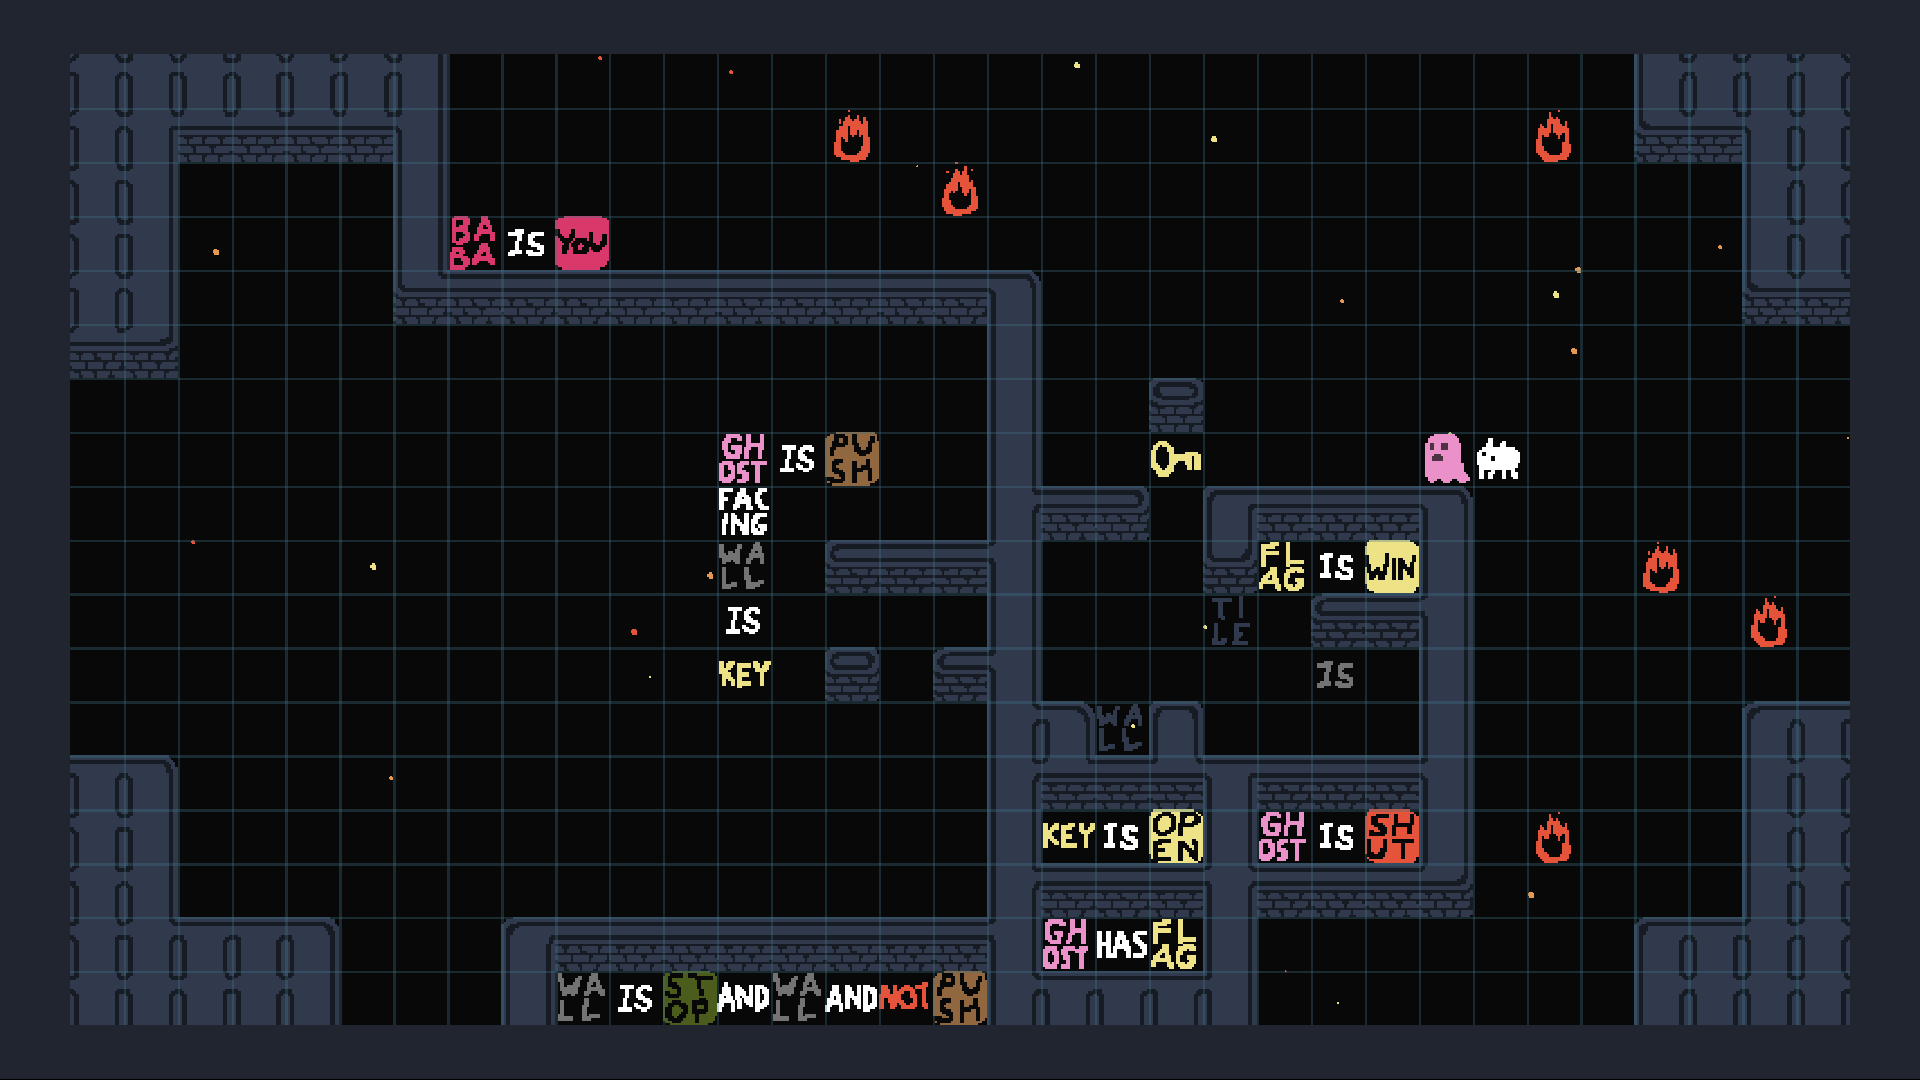 BABA IS YOU
GHOST IS PUSH
FACING
WALL
FLAG IS WIN
IS
TILE
KEY
IS
WALL
KEY IS OPEN
GHOST IS SHUT
GHOST HAS FLAG
WALL IS STOP AND WALL AND NOT PUSH